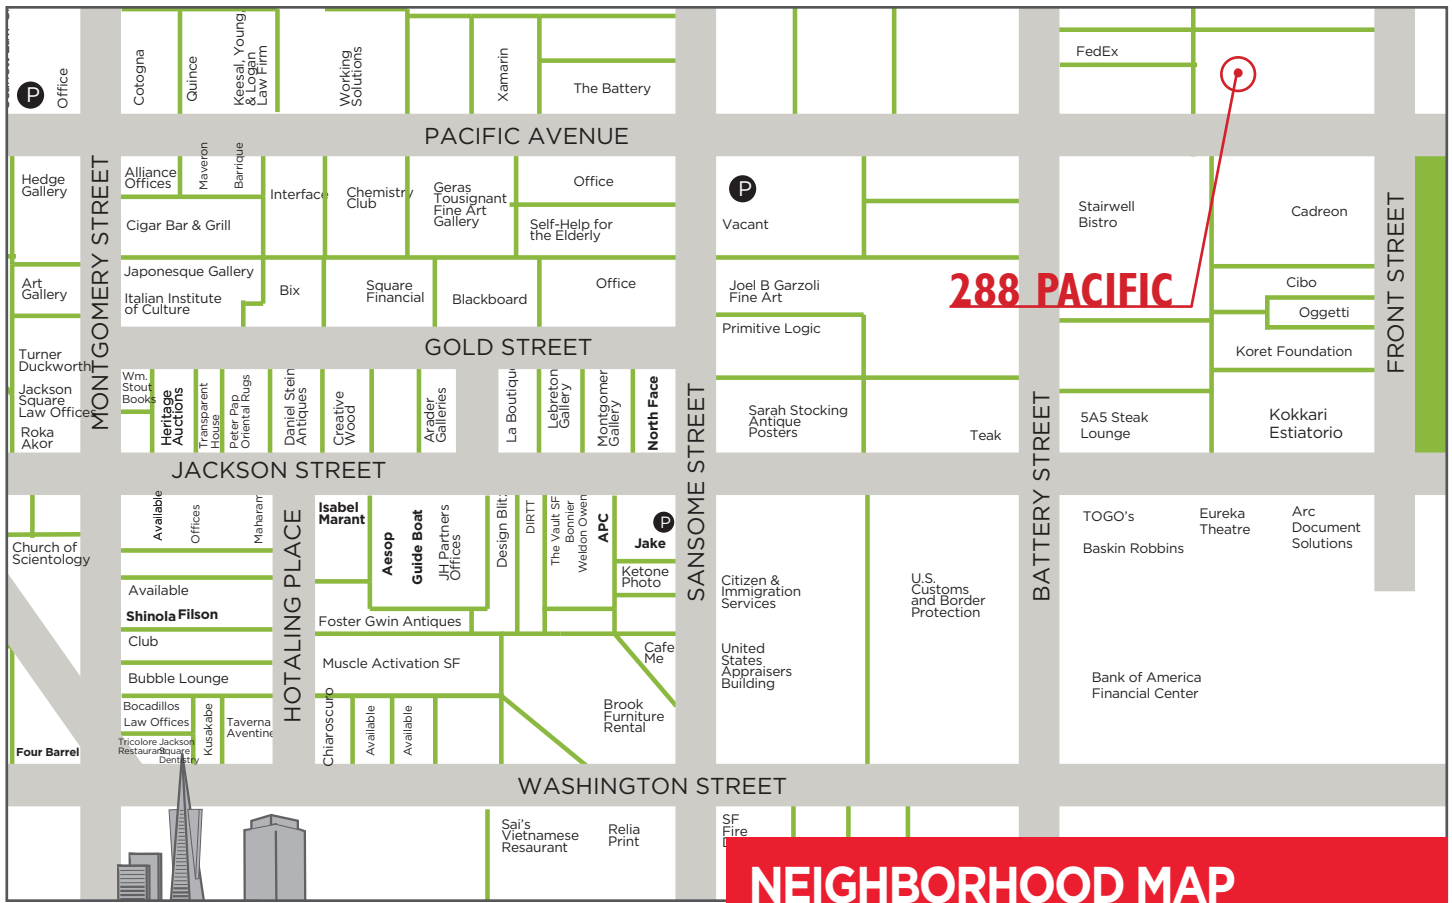 Office
P
Cotogna
Quince
Keesal, Young,
& Logan
Law Firm
Working
Solutions
Xamarin
The Battery
FedEx
PACIFIC AVENUE
Hedge
Gallery
Alliance
Offices
Maveron
Barrique
Interface
Chemistry
Club
Geras
Tousignant
Fine Art
Gallery
Office
Self-Help for
the Elderly
Cigar Bar & Grill
P
Vacant
Stairwell
Bistro
Cadreon
MONTGOMERY STREET
FRONT STREET
Art
Gallery
Japonesque Gallery
Italian Institute
of Culture
Bix
Square
Financial
Blackboard
Office
Joel B Garzoli
Fine Art
Primitive Logic
288 PACIFIC
Cibo
Oggetti
Koret Foundation
GOLD STREET
Turner
Duckworth
Jackson
Square
Law Offices
Roka
Akor
Wm.
Stout
Books
Heritage
Auctions
Transparent
House
Peter Pap
Oriental Rugs
Daniel Stein
Antiques
Creative
Wood
Arader
Galleries
La Boutique
Lebreton
Gallery
Gallery
North Face
Sarah Stocking
Antique
Posters
Teak
5A5 Steak
Lounge
Kokkari
Estiatorio
JACKSON STREET
SANSOME STREET
BATTERY STREET
HOTALING PLACE
Church of
Scientology
Available
Offices
Maharam
Isabel
Marant
Aesop
Guide Boat
JH Partners
Offices
DIRTT
The Vault SF
Bonnier
Weldon Owen
APC
P
Jake
Ketone
Photo
TOGO's
Baskin Robbins
Eureka
Theatre
Arc
Document
Solutions
Available
Shinola Filson
Club
Bubble Lounge
Foster Gwin Antiques
Muscle Activation SF
Cafe
Me
Citizen &
Immigration
Services
United
States
Appraisers
Building
U.S.
Customs
and Border
Protection
Bank of America
Financial Center
Bocadillos
Law Offices
Tricolore
Restaurant
Jackson
Square
Dentistry
Kusakabe
Taverna
Aventine
Chiaroscuro
Available
Available
Brook
Furniture
Rental
Four Barrel
WASHINGTON STREET
Sai's
Vietnamese
Resaurant
Relia
Print
SF
Fire
NEIGHBORHOOD MAP